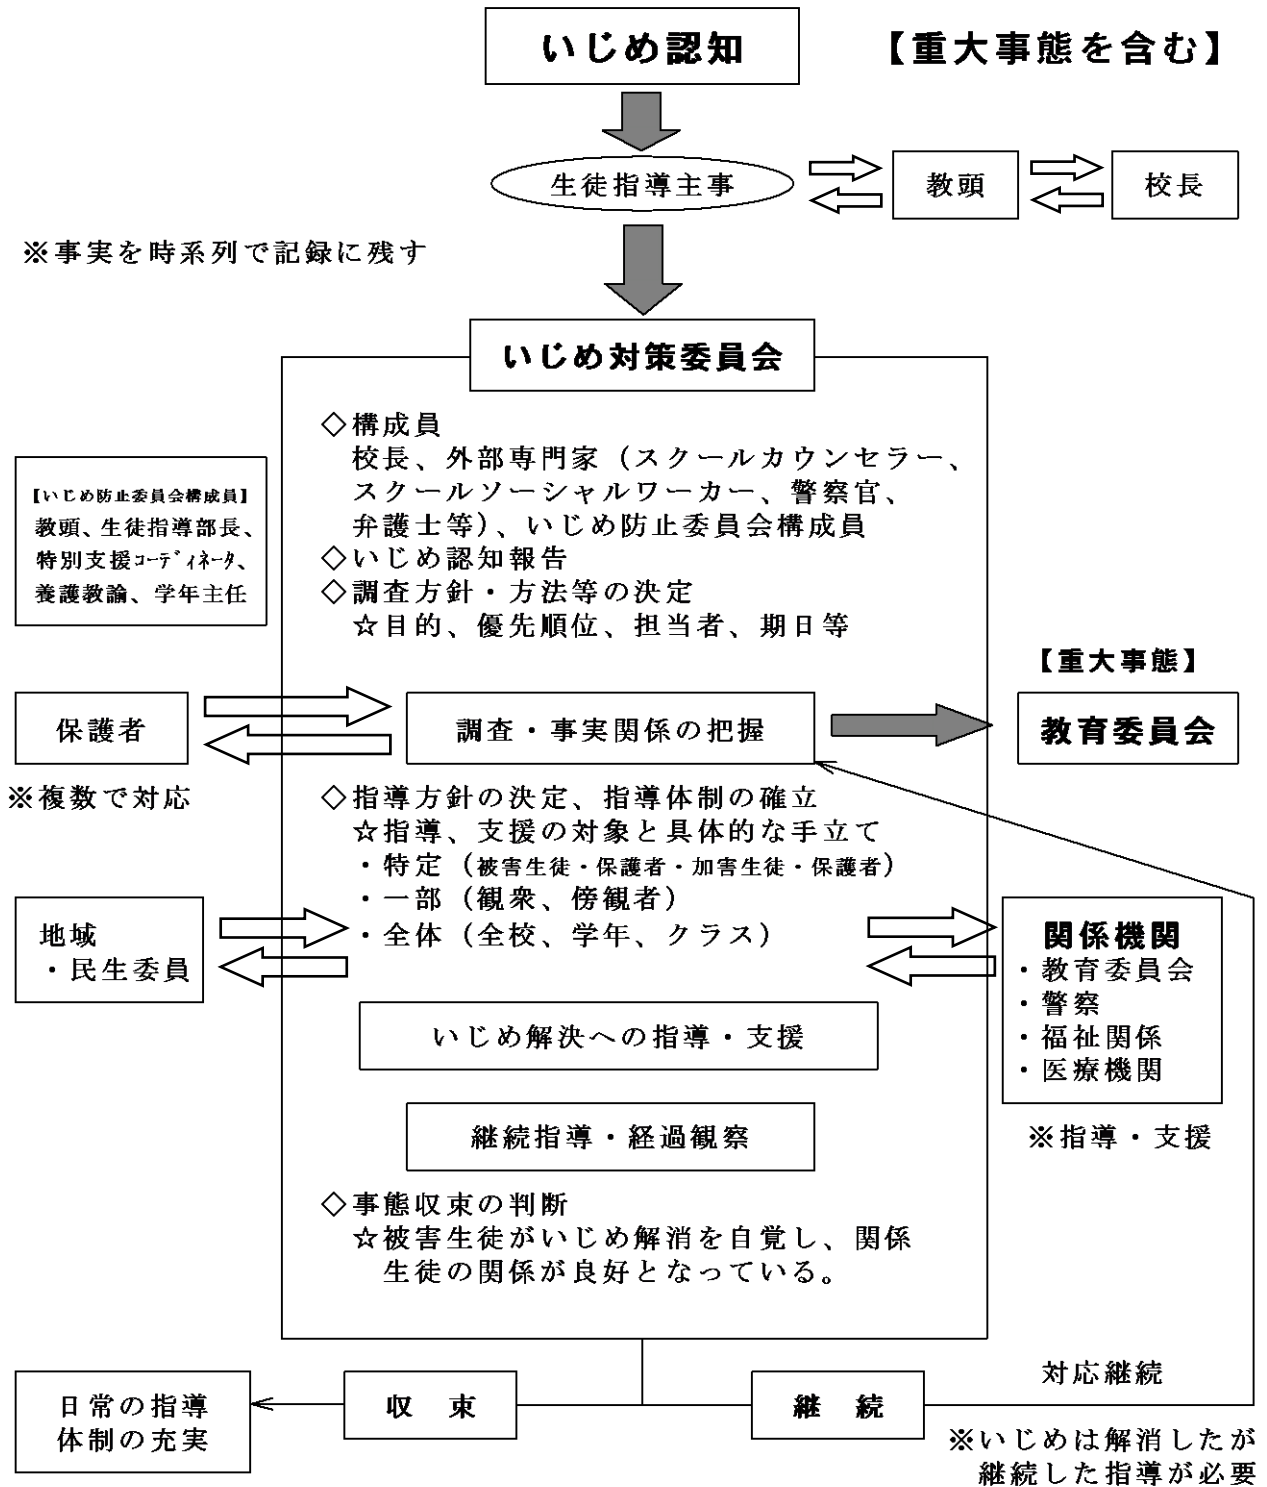 いじめ認知
【重大事態を含む】
生徒指導主事
教頭
校長
※事実を時系列で記録に残す
いじめ対策委員会
◇構成員
校長、外部専門家（スクールカウンセラー、
スクールソーシャルワーカー、警察官、
弁護士等）、いじめ防止委員会構成員
◇いじめ認知報告
◇調査方針・方法等の決定
☆目的、優先順位、担当者、期日等
【いじめ防止委員会構成員】
教頭、生徒指導部長、
特別支援ｺｰﾃﾞｨﾈｰﾀ、
養護教諭、学年主任
【重大事態】
保護者
調査・事実関係の把握
教育委員会
※複数で対応
◇指導方針の決定、指導体制の確立
☆指導、支援の対象と具体的な手立て
・特定（被害生徒・保護者・加害生徒・保護者）
・一部（観衆、傍観者）
・全体（全校、学年、クラス）
地域
・民生委員
関係機関
・教育委員会
・警察
・福祉関係
・医療機関
※指導・支援
いじめ解決への指導・支援
継続指導・経過観察
◇事態収束の判断
☆被害生徒がいじめ解消を自覚し、関係
生徒の関係が良好となっている。
日常の指導
体制の充実
収　束
継　続
対応継続
※いじめは解消したが
継続した指導が必要